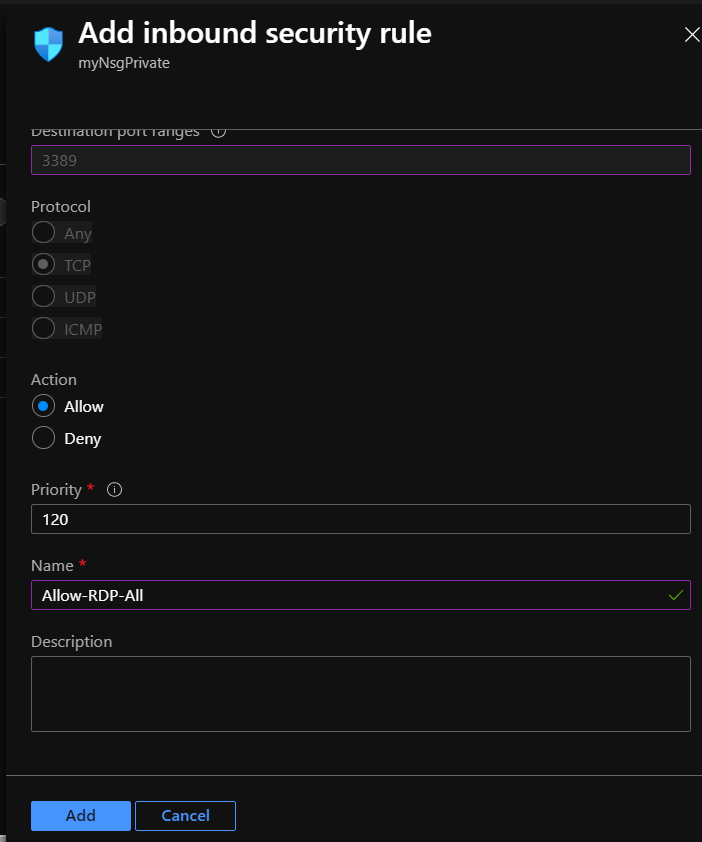 Add inbound security rule
myNsgPrivate
Destination port ranges
3389
Protocol
Any
TCP
UDP
ICMP
Action
Allow
Deny
Priority *
120
Name *
Allow-RDP-All
Description
Add
Cancel